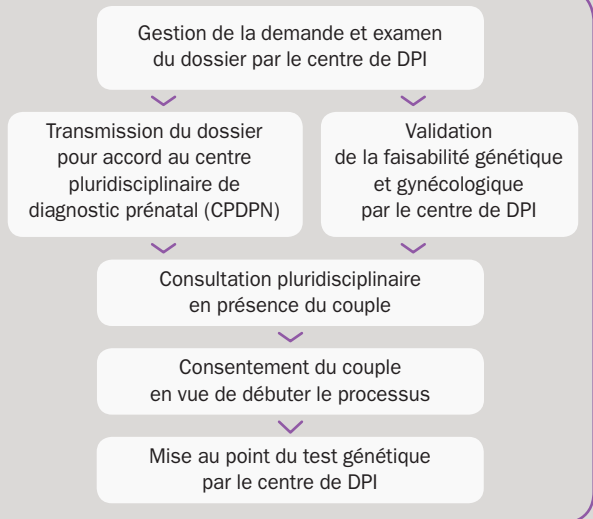 Gestion de la demande et examen
du dossier par le centre de DPI
Transmission du dossier
pour accord au centre
pluridisciplinaire de
diagnostic prénatal (CPDPN)
Validation
de la faisabilité génétique
et gynécologique
par le centre de DPI
Consultation pluridisciplinaire
en présence du couple
Consentement du couple
en vue de débuter le processus
Mise au point du test génétique
par le centre de DPI